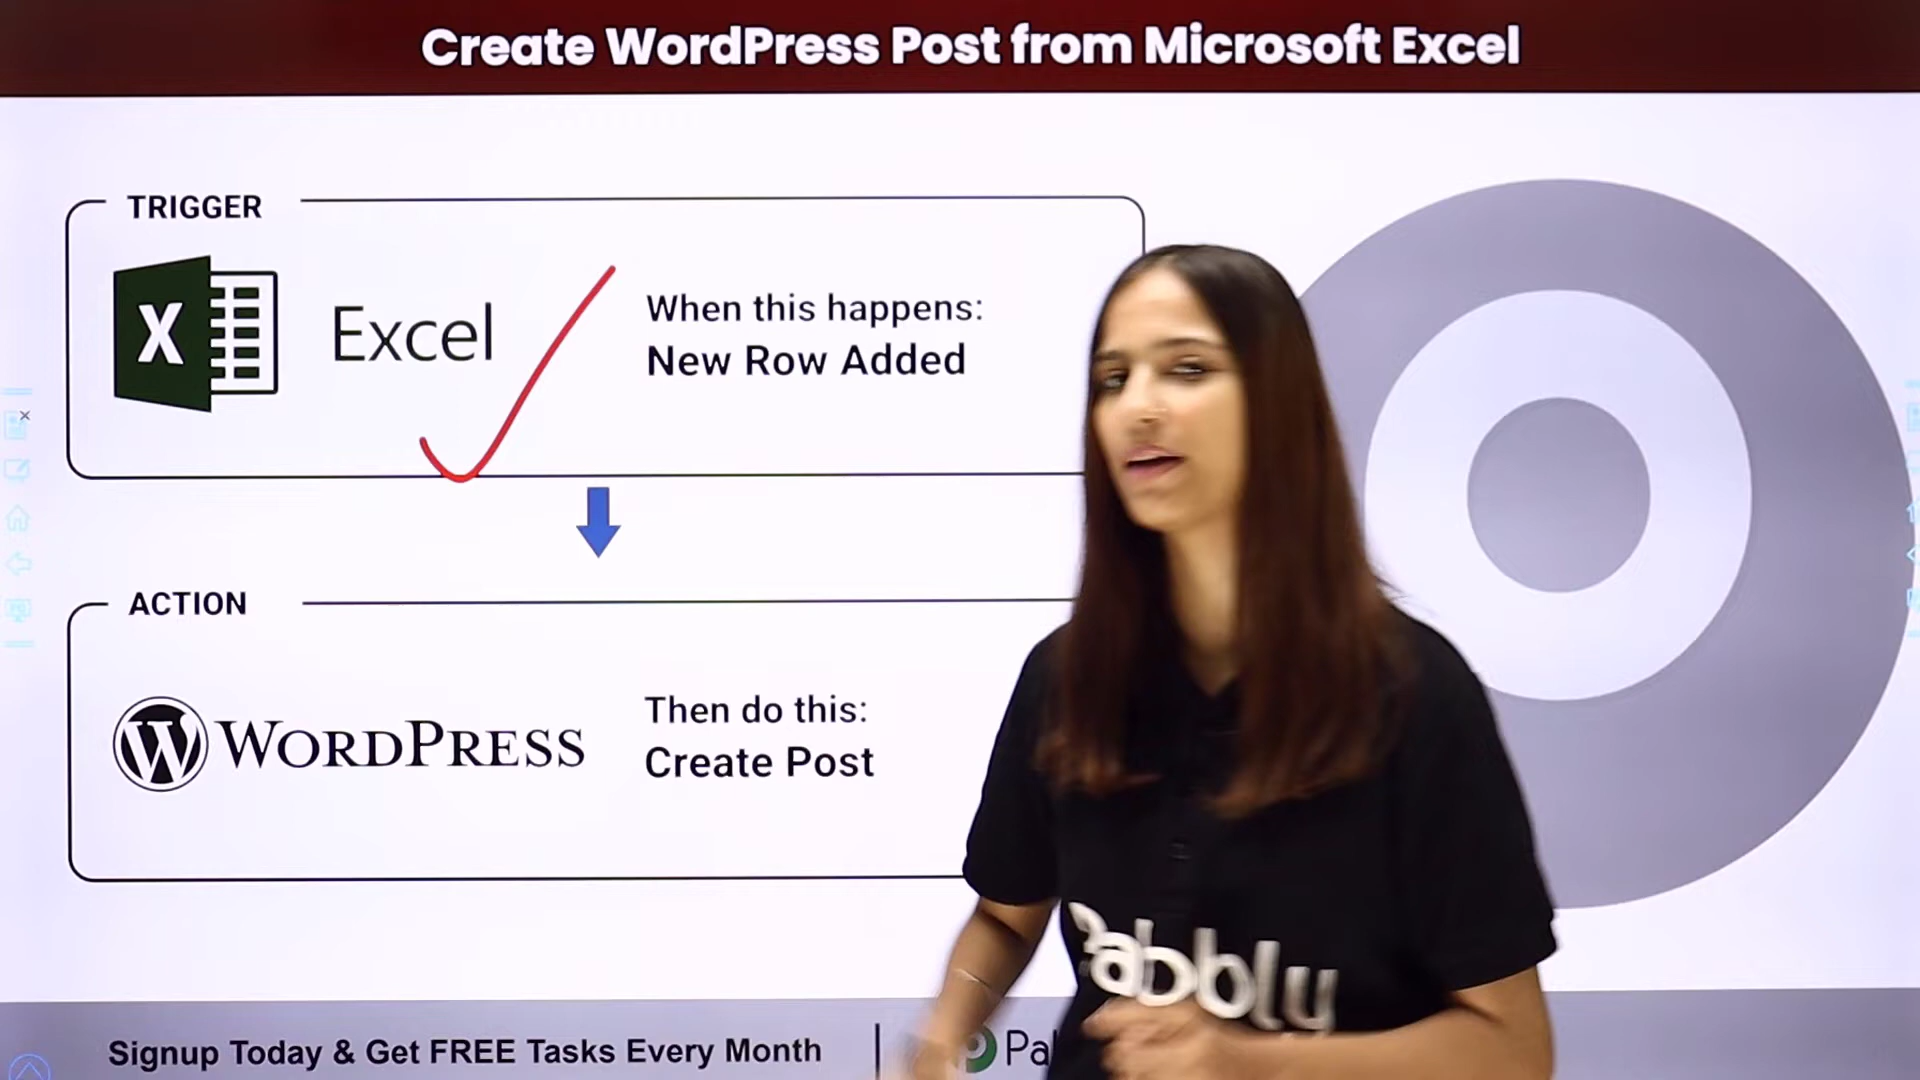 Create WordPress Post from Microsoft Excel
TRIGGER
X
Excel
When this happens:
New Row Added
ACTION
W
WORDPRESS
Then do this:
Create Post
Pabbly
Signup Today & Get FREE Tasks Every Month